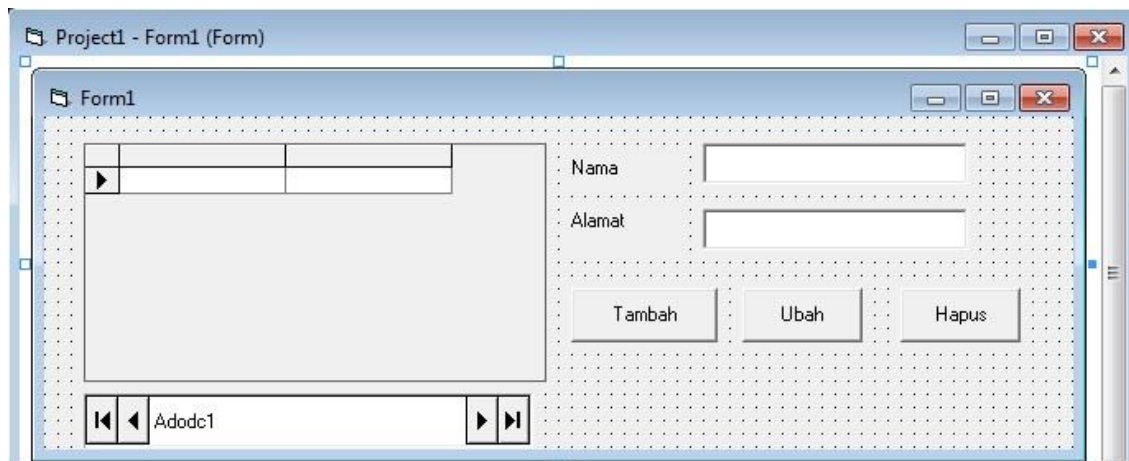 Project1 - Form1 (Form)
Form1
Nama
Alamat
Tambah Ubah Hapus
Adodc1